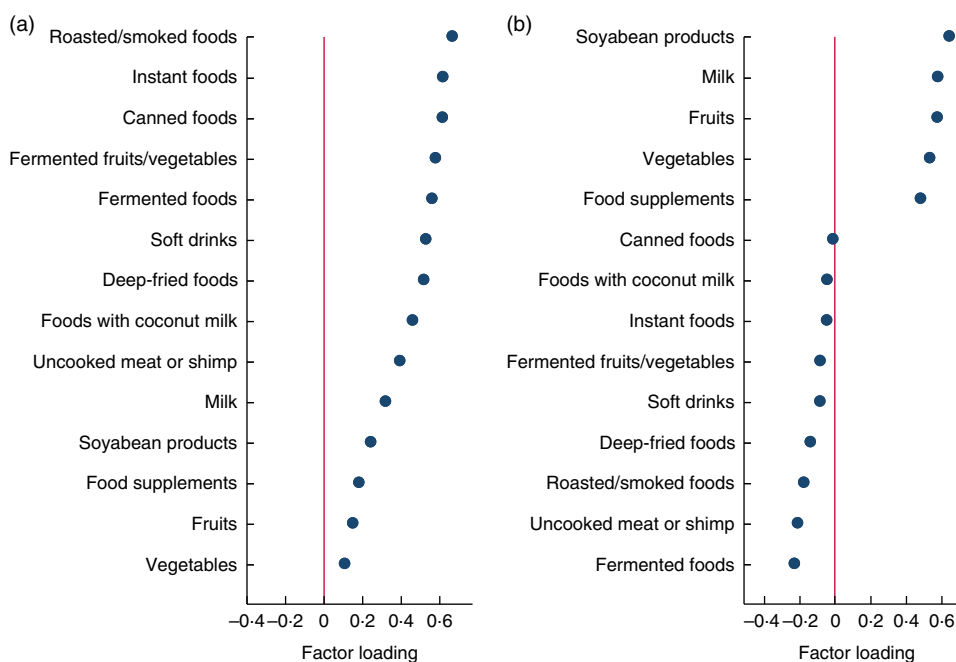 (a)
Roasted/smoked foods
Instant foods
Canned foods
Fermented fruits/vegetables
Fermented foods
Soft drinks
Deep-fried foods
Foods with coconut milk
Uncooked meat or shimp
Milk
Soyabean products
Food supplements
Fruits
Vegetables
–0·4 –0·2 0 0·2 0·4 0·6
Factor loading
(b)
Soyabean products
Milk
Fruits
Vegetables
Food supplements
Canned foods
Foods with coconut milk
Instant foods
Fermented fruits/vegetables
Soft drinks
Deep-fried foods
Roasted/smoked foods
Uncooked meat or shimp
Fermented foods
–0·4 –0·2 0 0·2 0·4 0·6
Factor loading